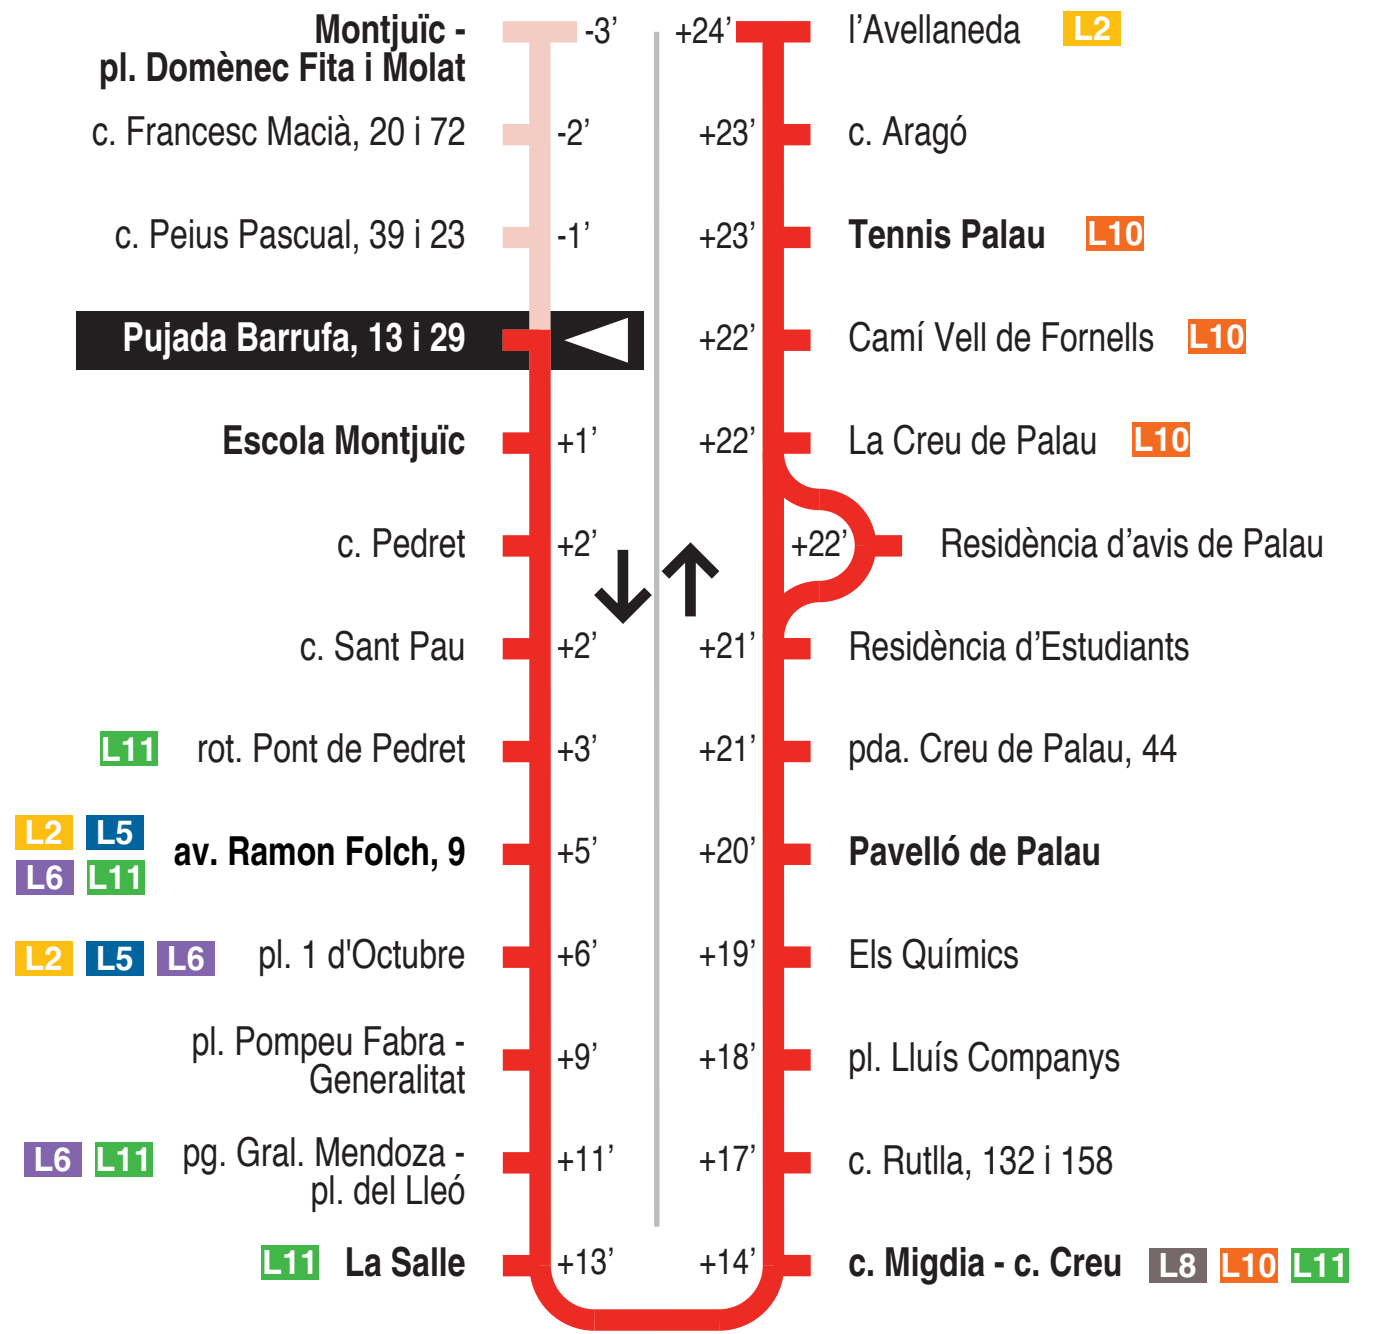 Montjuïc -
pl. Domènec Fita i Molat
-3’
c. Francesc Macià, 20 i 72 -2’
c. Peius Pascual, 39 i 23 -1’
Pujada Barrufa, 13 i 29
Escola Montjuïc +1’
c. Pedret +2’
c. Sant Pau +2’
L11 rot. Pont de Pedret +3’
L2 L5
L6 L11
av. Ramon Folch, 9 +5’
L2 L5 L6 pl. 1 d'Octubre +6’
pl. Pompeu Fabra -
Generalitat
+9’
L6 L11 pg. Gral. Mendoza -
pl. del Lleó
+11’
L11 La Salle +13’
+24’ l’Avellaneda L2
+23’ c. Aragó
+23’ Tennis Palau L10
+22’ Camí Vell de Fornells L10
+22’ La Creu de Palau L10
+22’ Residència d’avis de Palau
+21’ Residència d’Estudiants
+21’ pda. Creu de Palau, 44
+20’ Pavelló de Palau
+19’ Els Químics
+18’ pl. Lluís Companys
+17’ c. Rutlla, 132 i 158
+14’ c. Migdia - c. Creu L8 L10 L11